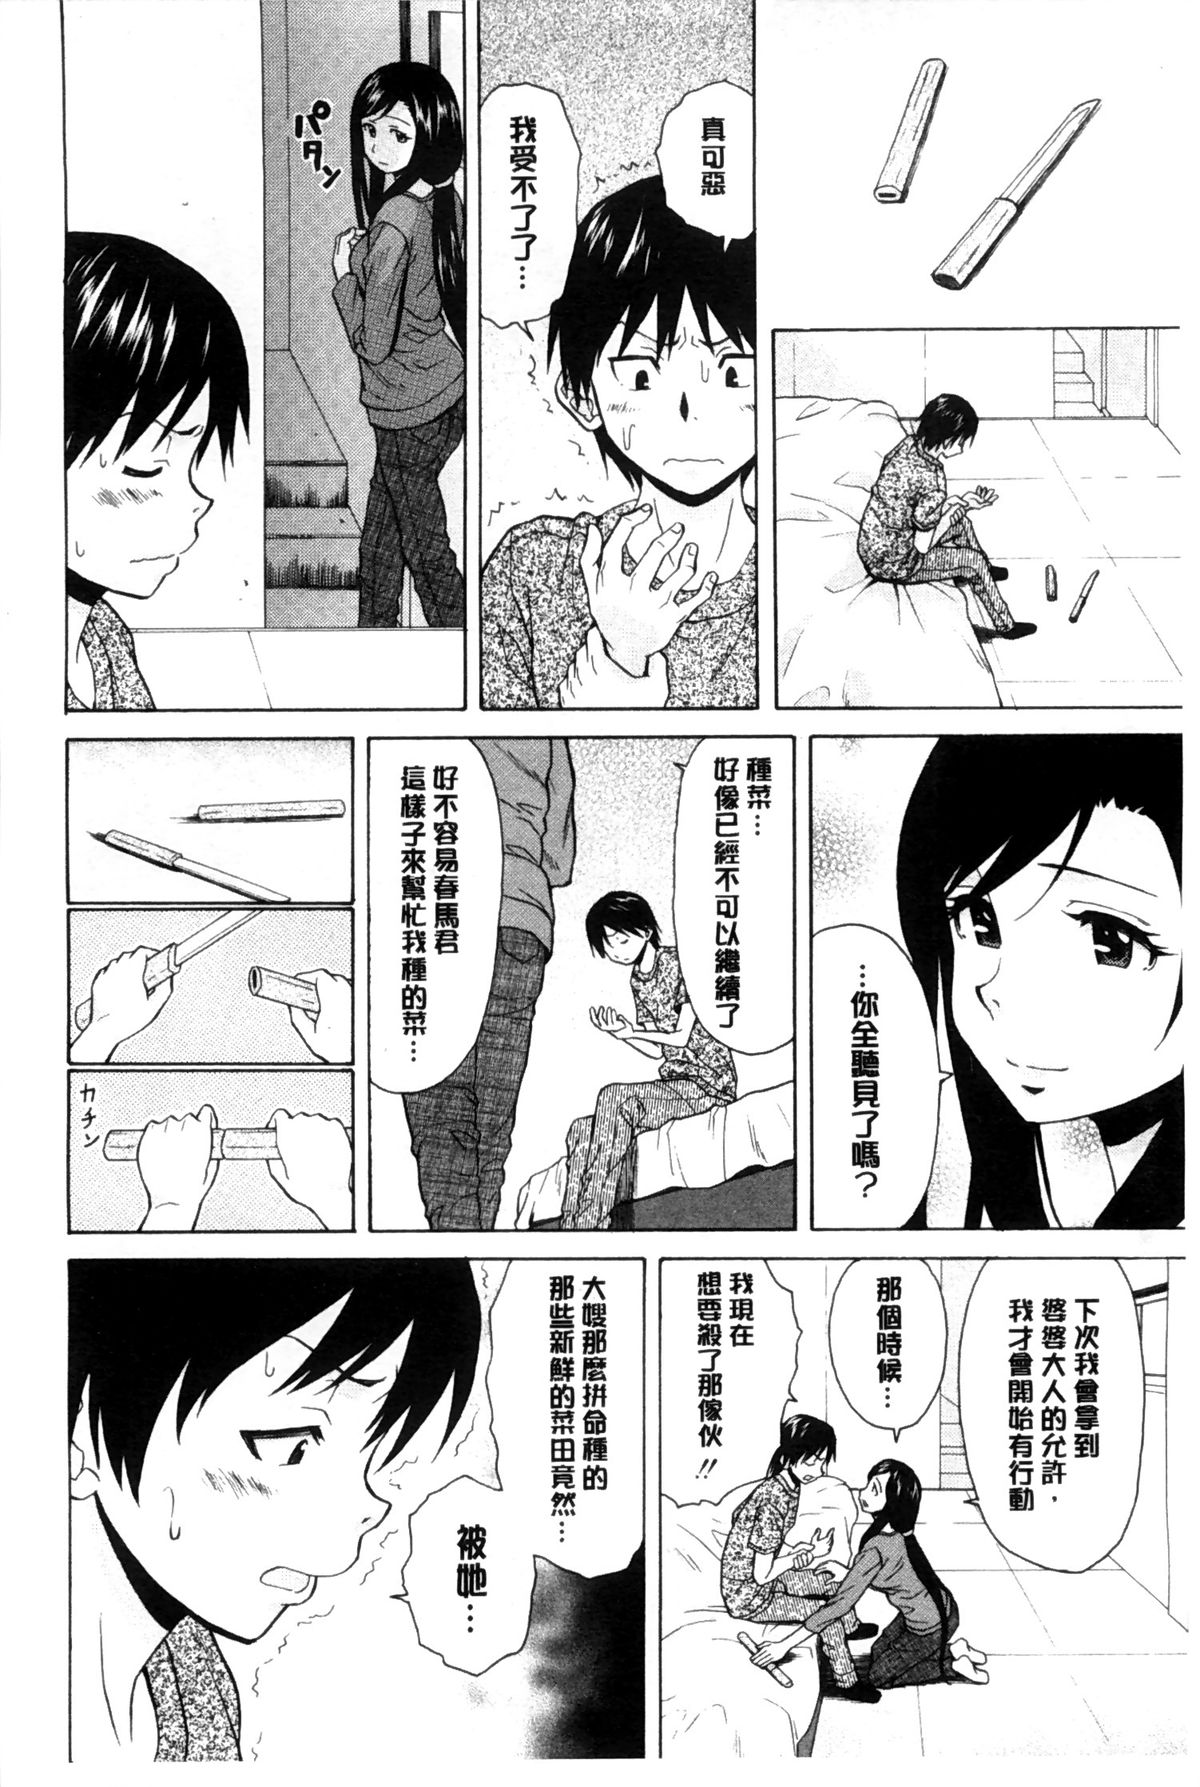 真可惡
我受不了了…
パタン
…你全聽見了嗎？
種菜…
好像已經不可以繼續了
好不容易春馬君
這樣子來幫忙我種的菜…
カチン
下次我會拿到
婆婆大人的允許，
我才會開始有行動
那個時候…
我現在
想要殺了那傢伙!!
大嫂那麼拚命種的
那些新鮮的菜田竟然…
被她…